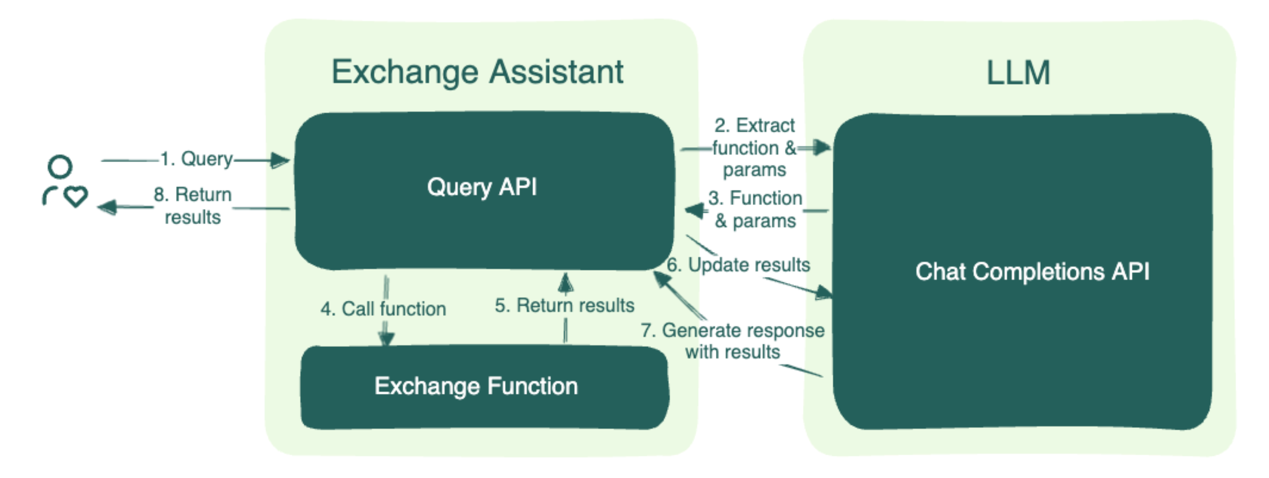 Exchange Assistant
LLM
1. Query
8. Return
results
Query API
2. Extract
function &
params
3. Function
& params
6. Update results
7. Generate response
with results
Chat Completions API
4. Call function
5. Return results
Exchange Function